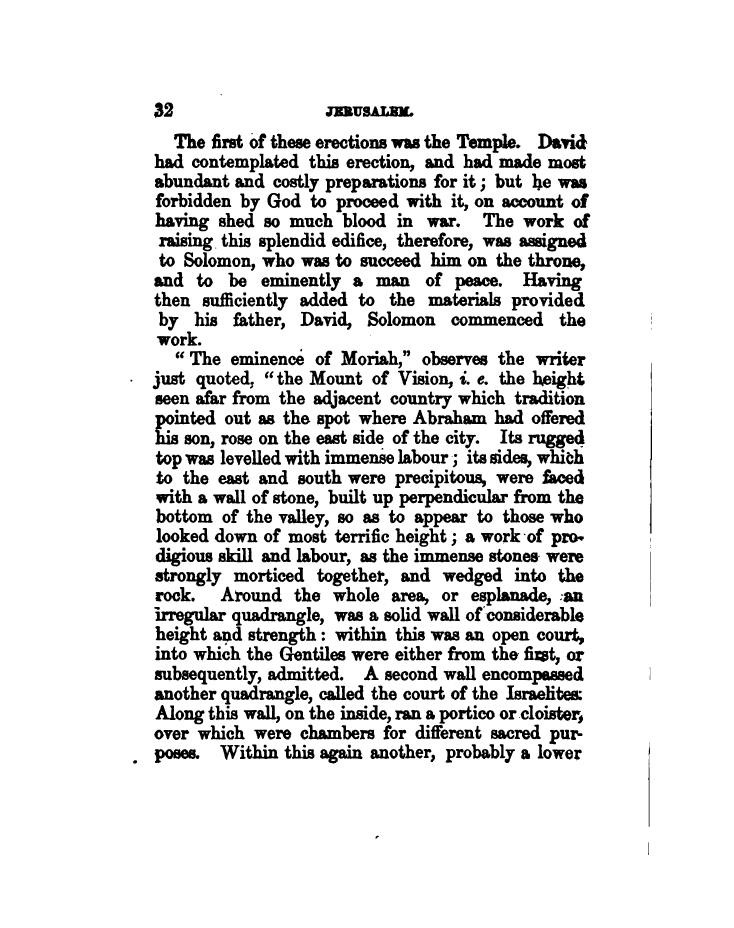 32 JERUSALEM.
The first of these erections was the Temple. David
had contemplated this erection, and had made most
abundant and costly preparations for it; but he was
forbidden by God to proceed with it, on account of
having shed so much blood in war. The work of
raising this splendid edifice, therefore, was assigned
to Solomon, who was to succeed him on the throne,
and to be eminently a man of peace. Having
then sufficiently added to the materials provided
by his father, David, Solomon commenced the
work.
“The eminence of Moriah,” observes the writer
just quoted, “the Mount of Vision, i. e. the height
seen afar from the adjacent country which tradition
pointed out as the spot where Abraham had offered
his son, rose on the east side of the city. Its rugged
top was levelled with immense labour; its sides, which
to the east and south were precipitous, were faced
with a wall of stone, built up perpendicular from the
bottom of the valley, so as to appear to those who
looked down of most terrific height; a work of pro-
digious skill and labour, as the immense stones were
strongly morticed together, and wedged into the
rock. Around the whole area, or esplanade, an
irregular quadrangle, was a solid wall of considerable
height and strength: within this was an open court,
into which the Gentiles were either from the first, or
subsequently, admitted. A second wall encompassed
another quadrangle, called the court of the Israelites:
Along this wall, on the inside, ran a portico or cloister,
over which were chambers for different sacred pur-
poses. Within this again another, probably a lower